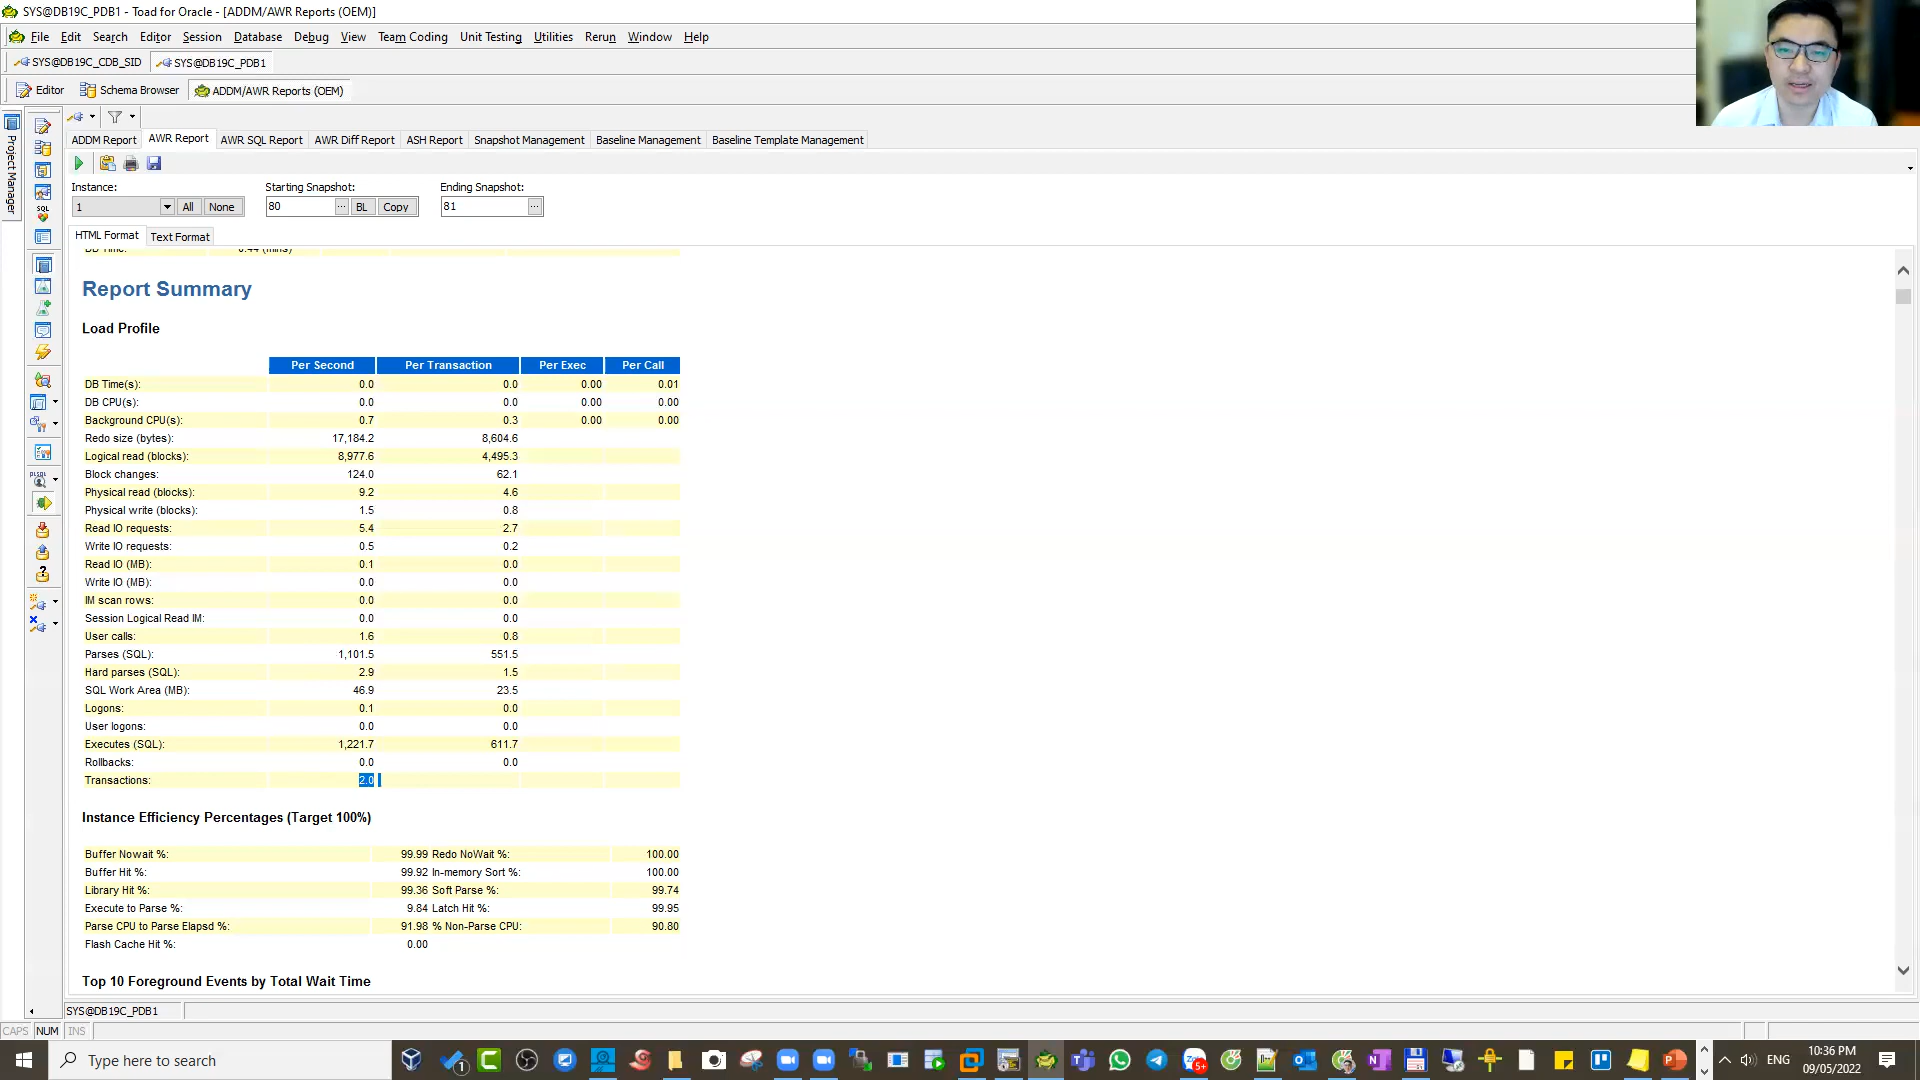 SYS@DB19C_PDB1 - Toad for Oracle - [ADDM/AWR Reports (OEM)]
File Edit Search Editor Session Database Debug View Team Coding Unit Testing Utilities Rerun Window Help
SYS@DB19C_CDB_SID SYS@DB19C_PDB1
Editor Schema Browser ADDM/AWR Reports (OEM)
Project Manager
ADDM Report AWR Report AWR SQL Report AWR Diff Report ASH Report Snapshot Management Baseline Management Baseline Template Management
Instance: Starting Snapshot: Ending Snapshot:
1 All None 80 ... BL Copy 81 ...
HTML Format Text Format
DB Time: 0.44 (mins)
Report Summary
Load Profile
Per Second Per Transaction Per Exec Per Call
DB Time(s): 0.0 0.0 0.00 0.01
DB CPU(s): 0.0 0.0 0.00 0.00
Background CPU(s): 0.7 0.3 0.00 0.00
Redo size (bytes): 17,184.2 8,604.6
Logical read (blocks): 8,977.6 4,495.3
Block changes: 124.0 62.1
Physical read (blocks): 9.2 4.6
Physical write (blocks): 1.5 0.8
Read IO requests: 5.4 2.7
Write IO requests: 0.5 0.2
Read IO (MB): 0.1 0.0
Write IO (MB): 0.0 0.0
IM scan rows: 0.0 0.0
Session Logical Read IM: 0.0 0.0
User calls: 1.6 0.8
Parses (SQL): 1,101.5 551.5
Hard parses (SQL): 2.9 1.5
SQL Work Area (MB): 46.9 23.5
Logons: 0.1 0.0
User logons: 0.0 0.0
Executes (SQL): 1,221.7 611.7
Rollbacks: 0.0 0.0
Transactions: 2.0
Instance Efficiency Percentages (Target 100%)
Buffer Nowait %: 99.99 Redo NoWait %: 100.00
Buffer Hit %: 99.92 In-memory Sort %: 100.00
Library Hit %: 99.36 Soft Parse %: 99.74
Execute to Parse %: 9.84 Latch Hit %: 99.95
Parse CPU to Parse Elapsd %: 91.98 % Non-Parse CPU: 90.80
Flash Cache Hit %: 0.00
Top 10 Foreground Events by Total Wait Time
SYS@DB19C_PDB1
CAPS NUM INS
Type here to search
ENG
10:36 PM
09/05/2022